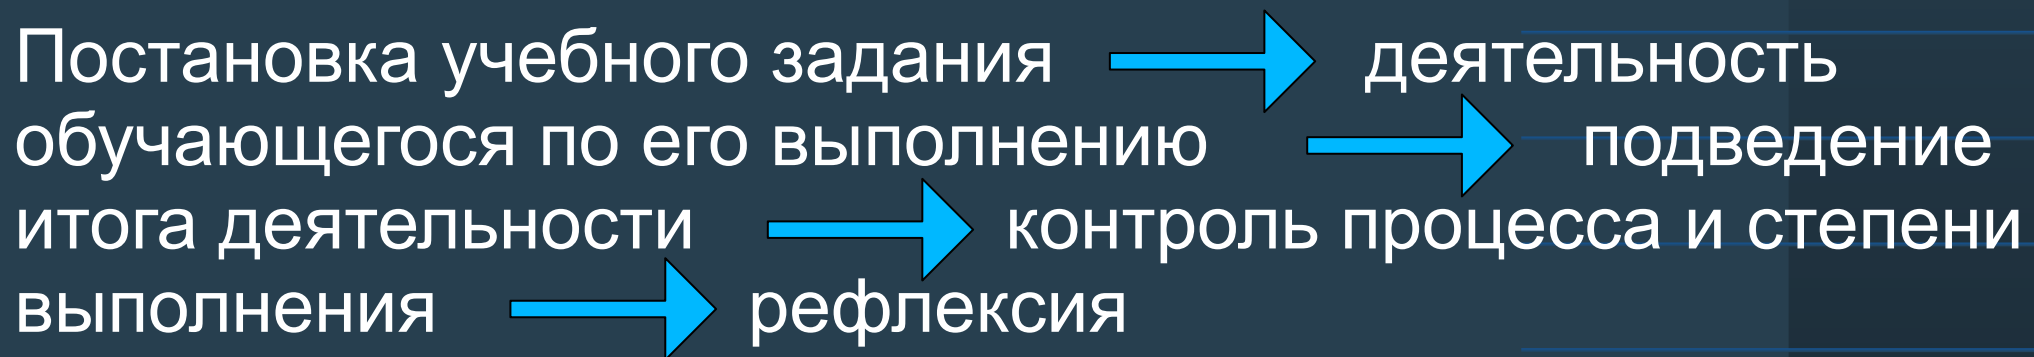 Постановка учебного задания деятельность
обучающегося по его выполнению подведение
итога деятельности контроль процесса и степени
выполнения рефлексия